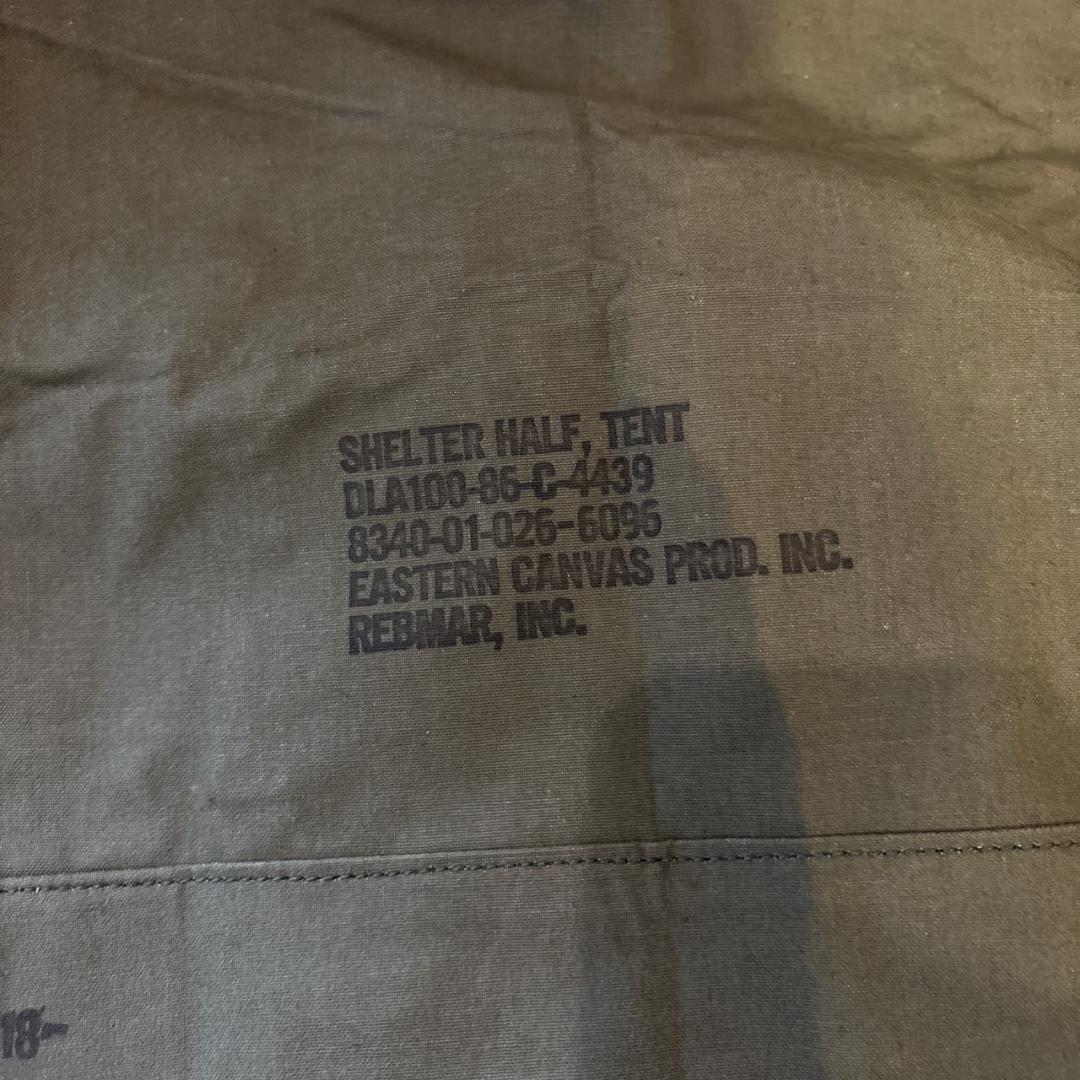 SHELTER HALF, TENT
DLA100-86-C-4439
8340-01-026-6096
EASTERN CANVAS PROD. INC.
REBMAR, INC.
18-